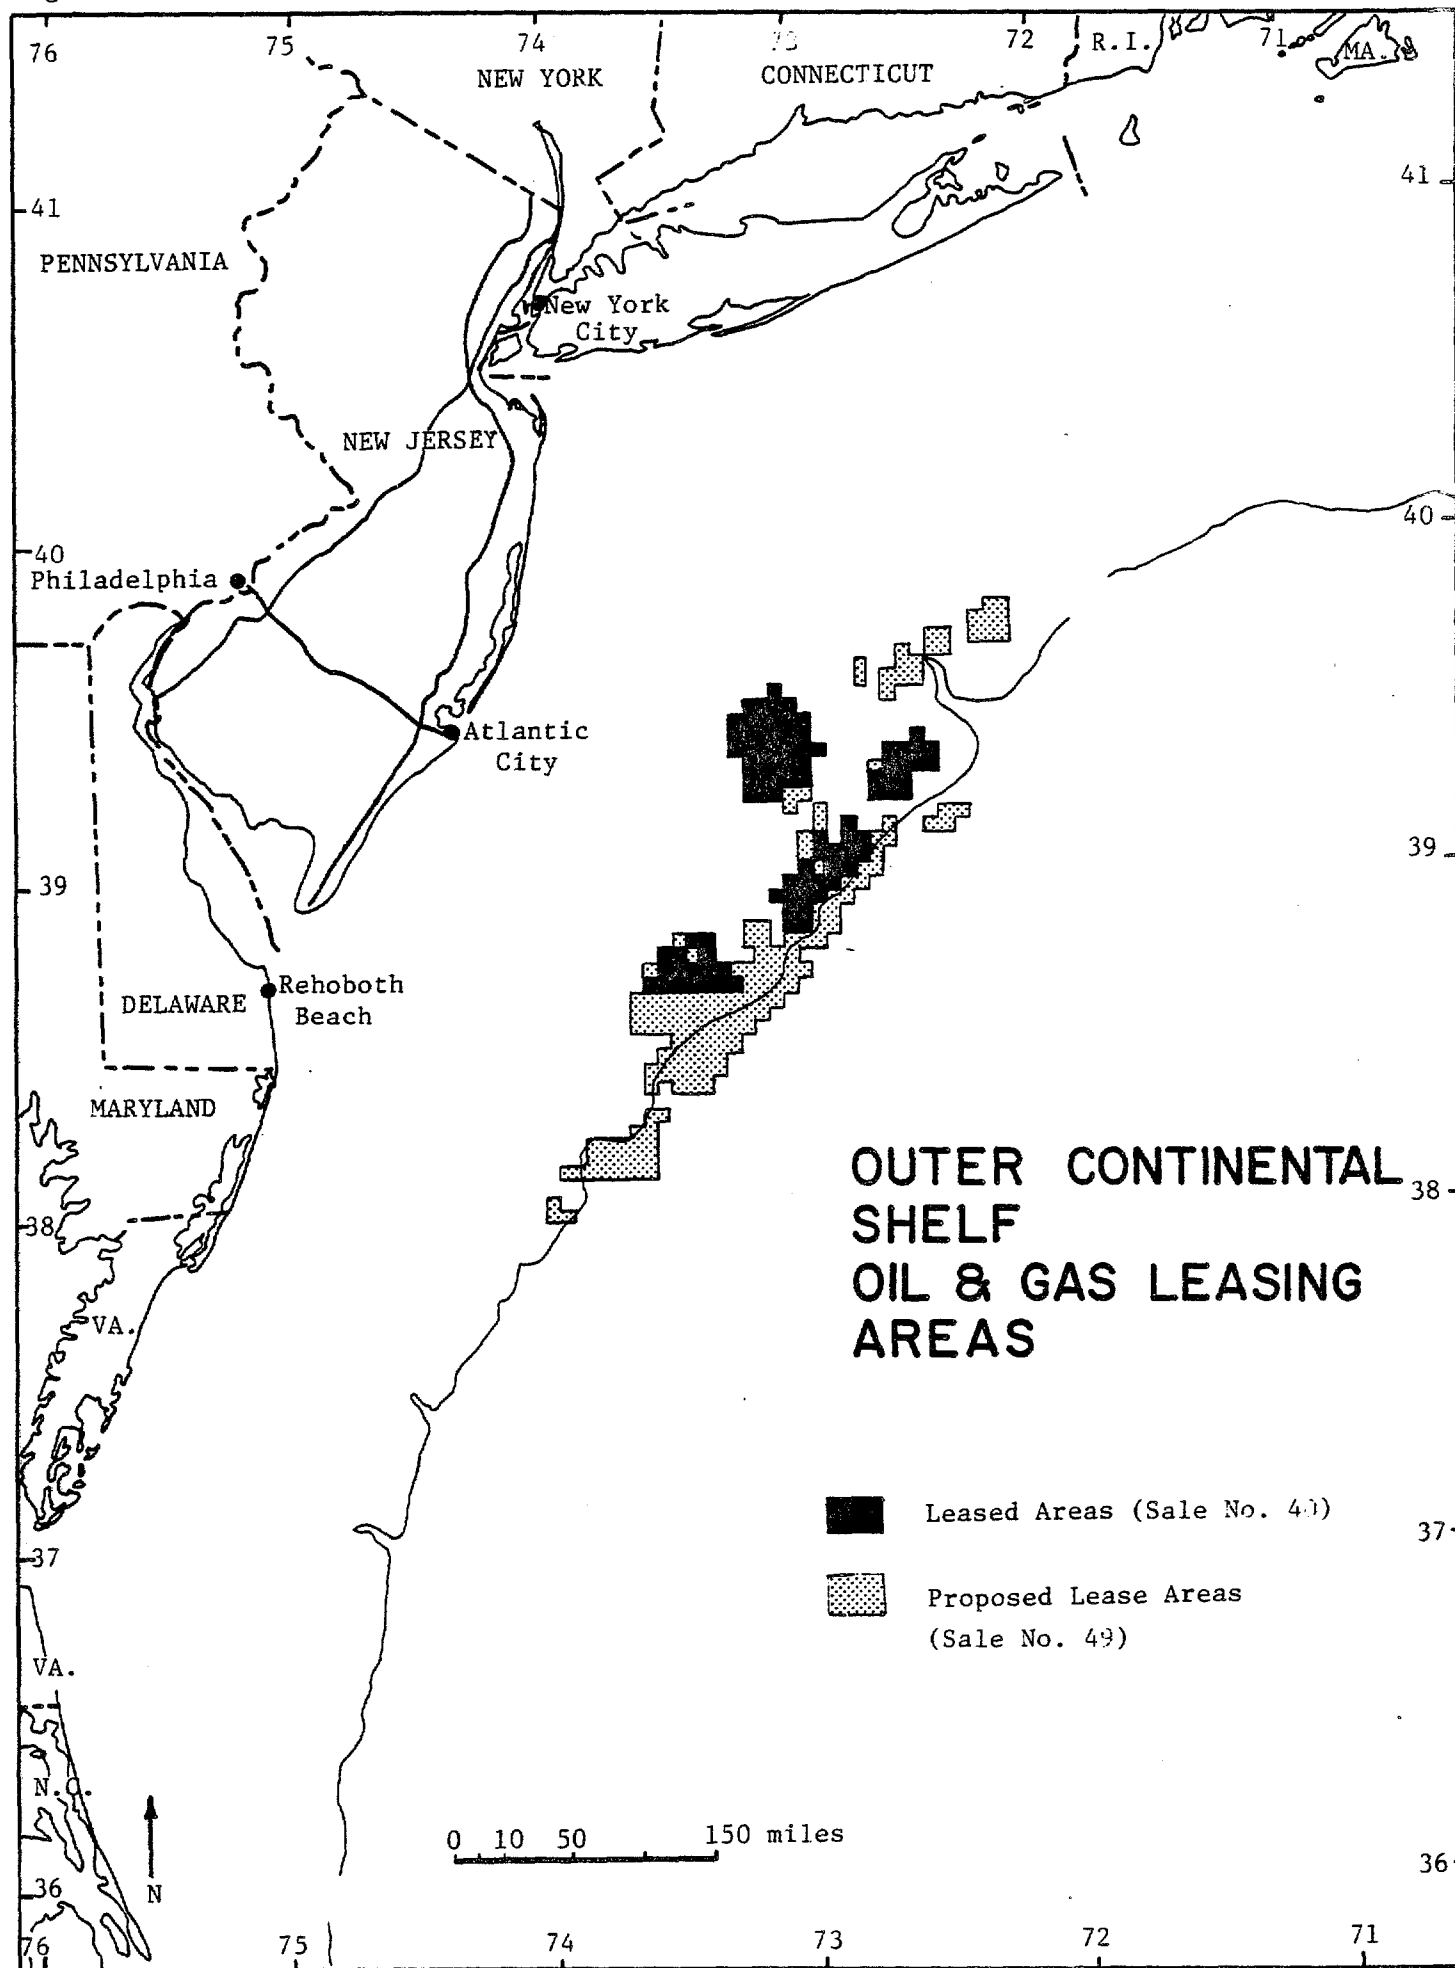 76
75
74
72
71
NEW YORK
CONNECTICUT
R.I.
MA.
41
41
PENNSYLVANIA
New York
City
NEW JERSEY
40
40
Philadelphia
Atlantic
City
39
39
Rehoboth
Beach
DELAWARE
MARYLAND
OUTER CONTINENTAL
SHELF
OIL & GAS LEASING
AREAS
38
38
VA.
Leased Areas (Sale No. 40)
37
37
Proposed Lease Areas
(Sale No. 49)
VA.
N.C.
N
0 10 50 150 miles
36
36
76
75
74
73
72
71